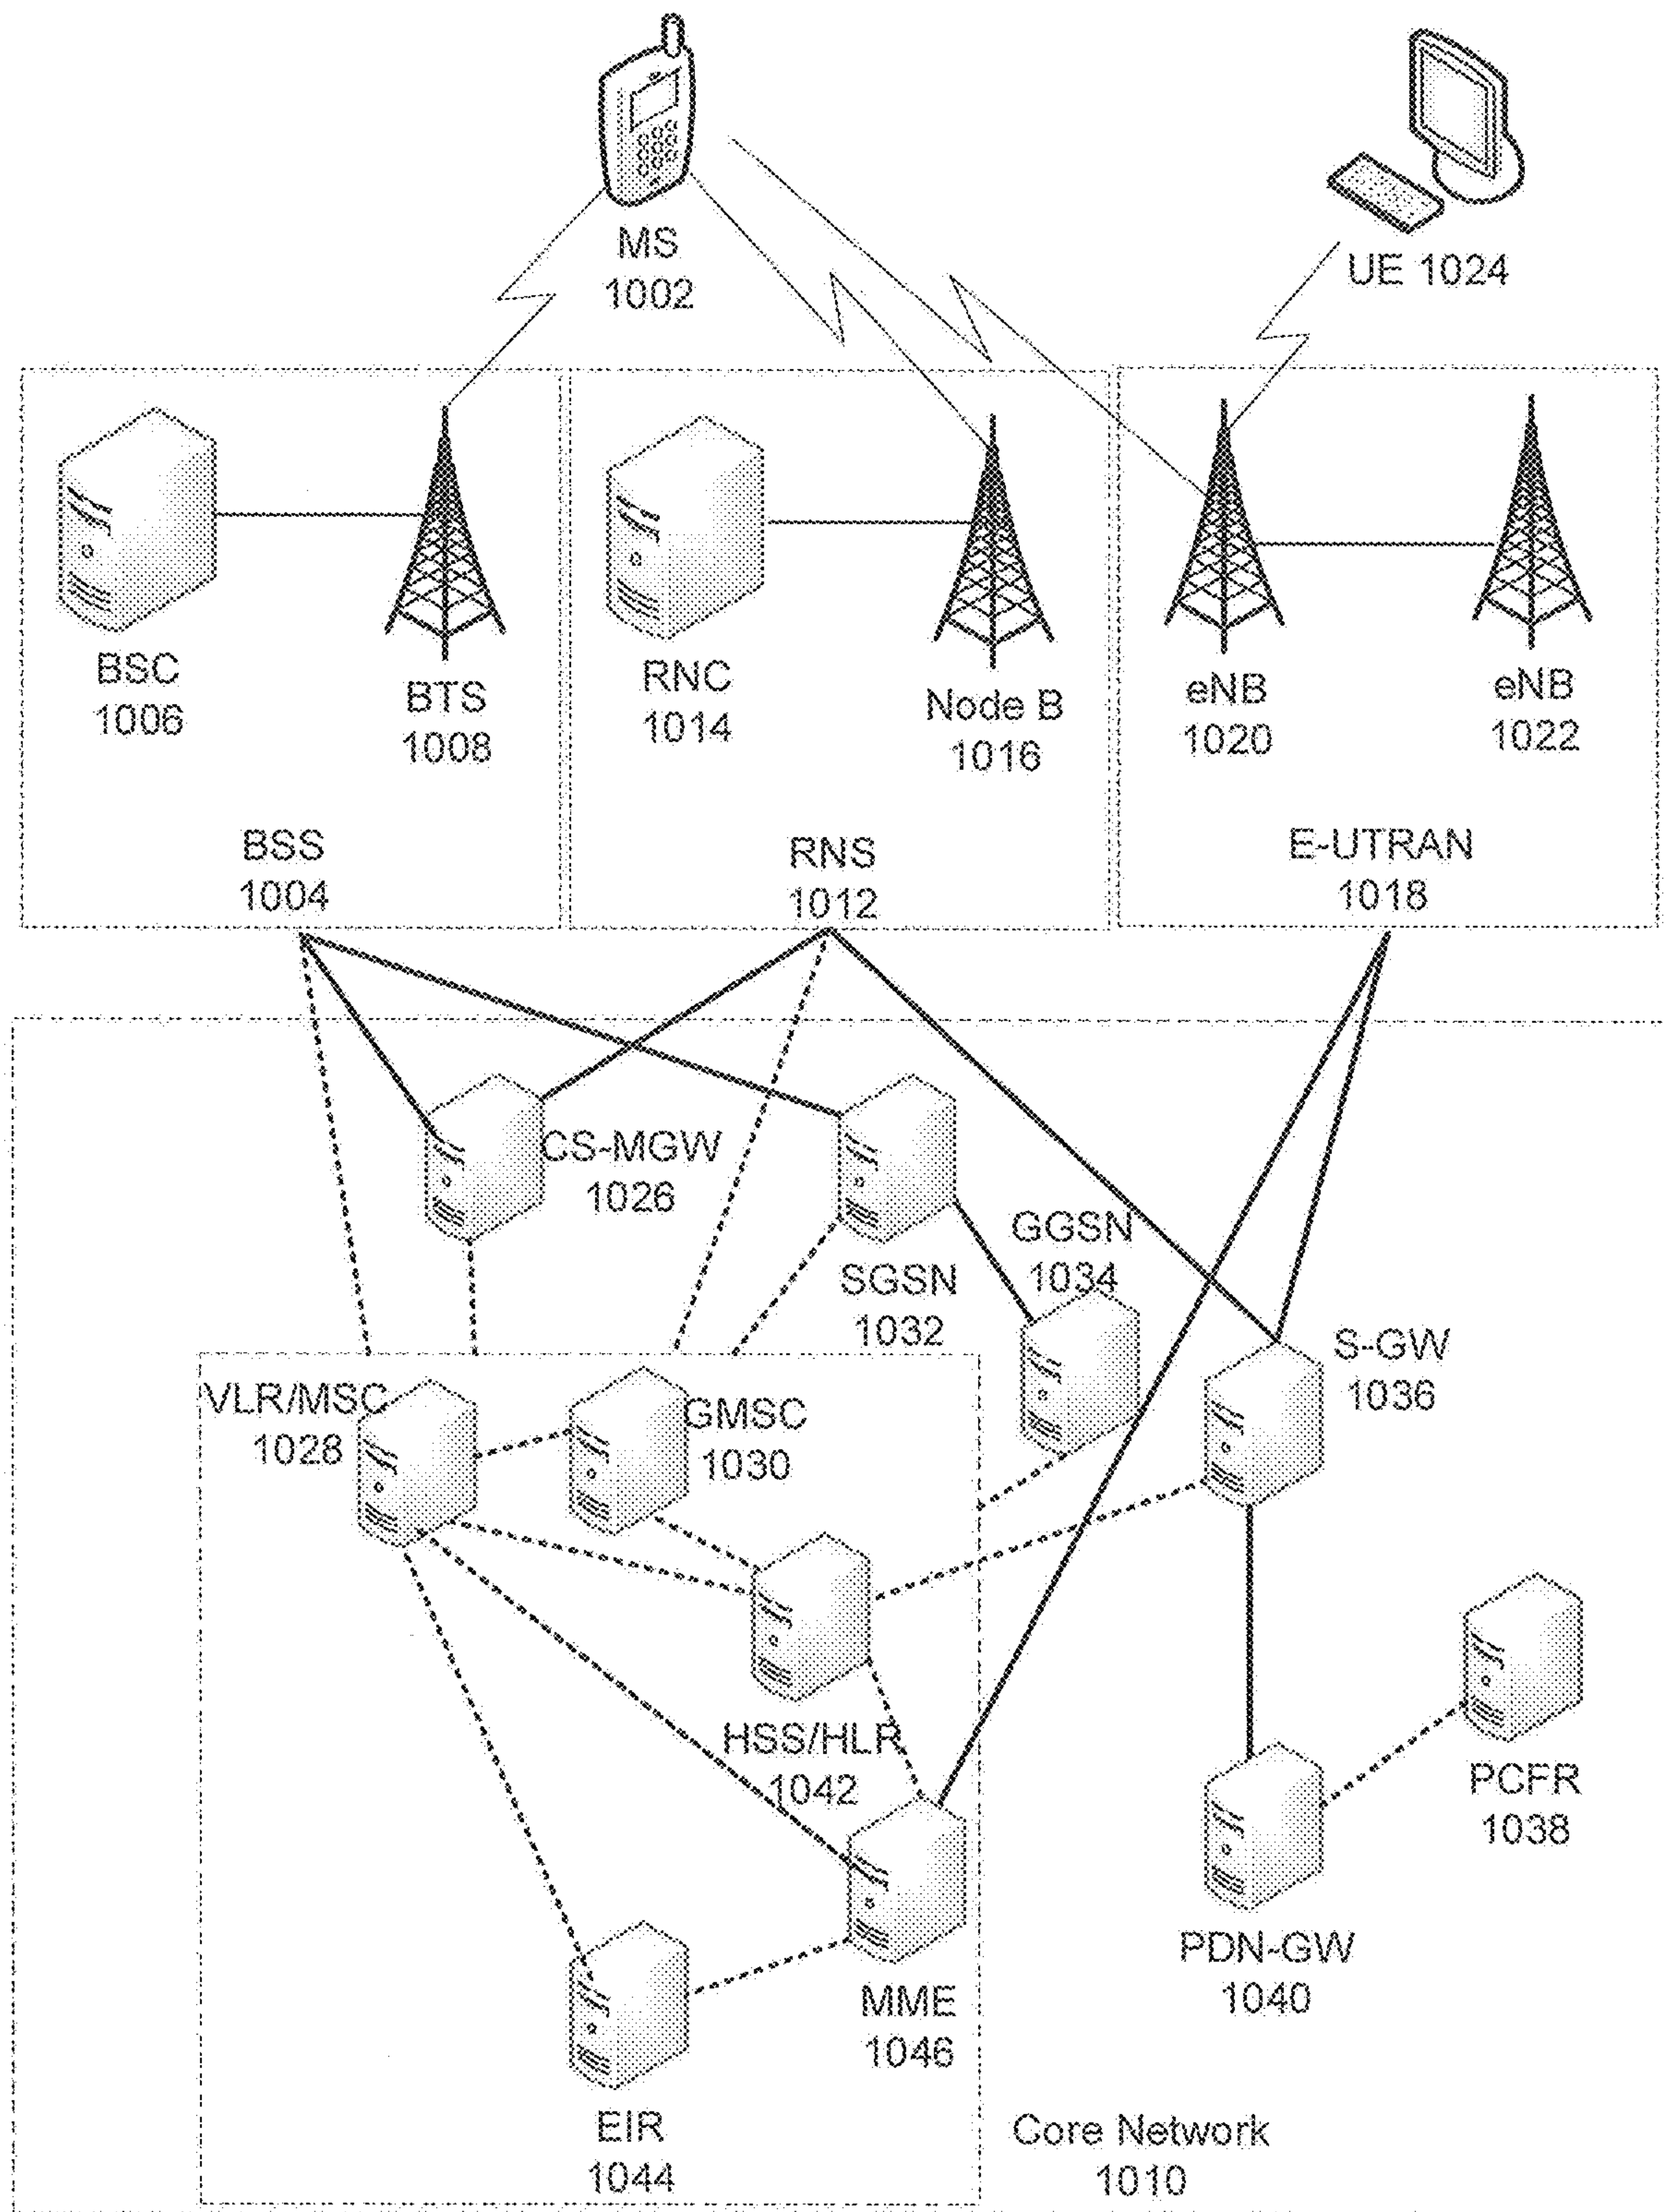 MS
1002
UE 1024
BSC
1006
BTS
1008
RNC
1014
Node B
1016
eNB
1020
eNB
1022
BSS
1004
RNS
1012
E-UTRAN
1018
CS-MGW
1026
SGSN
1032
GGSN
1034
S-GW
1036
VLR/MSC
1028
GMSC
1030
HSS/HLR
1042
PCFR
1038
PDN-GW
1040
MME
1046
EIR
1044
Core Network
1010